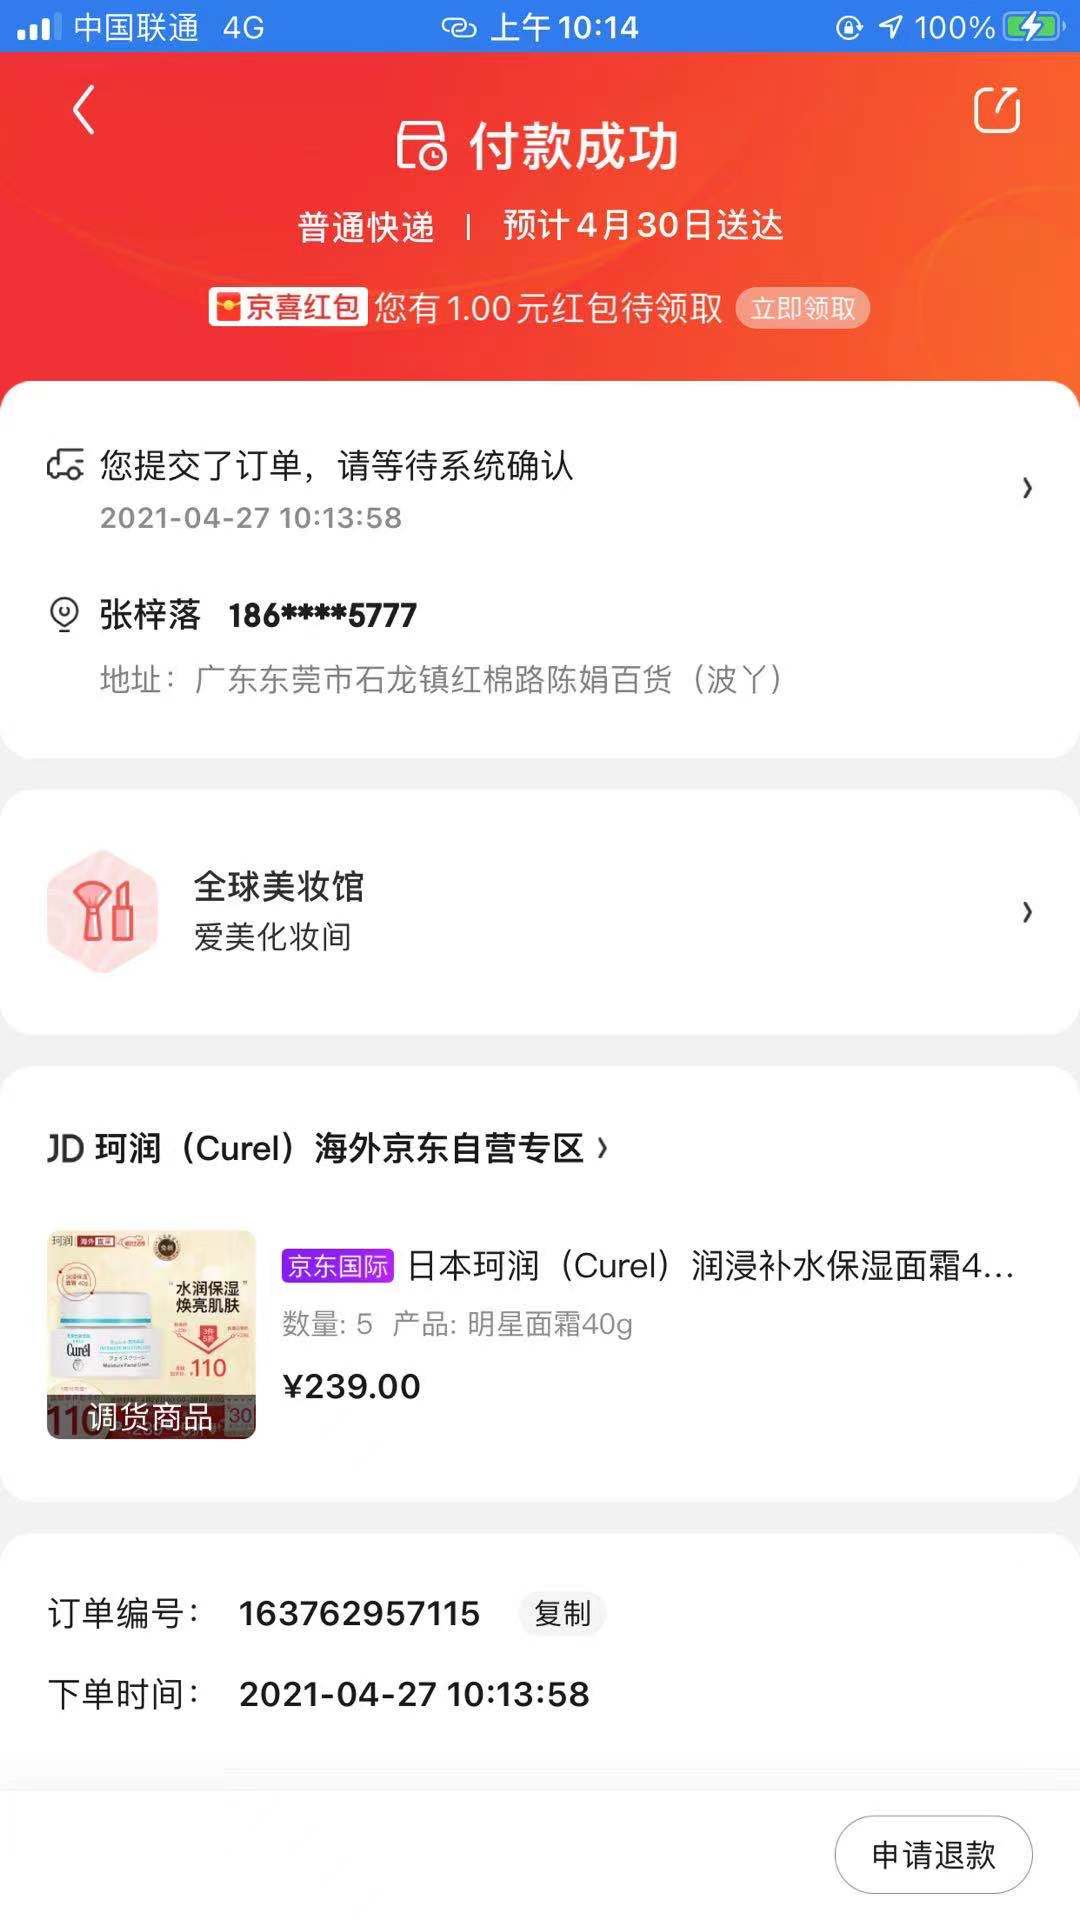 中国联通 4G 上午10:14 100%
付款成功
普通快递 | 预计4月30日送达
京喜红包 您有1.00元红包待领取 立即领取
您提交了订单，请等待系统确认
2021-04-27 10:13:58
张梓落 186****5777
地址：广东东莞市石龙镇红棉路陈娟百货（波丫）
全球美妆馆
爱美化妆间
JD 珂润（Curel）海外京东自营专区
珂润 海外直采
“水润保湿”
焕亮肌肤
Curél
110
调货商品
京东国际 日本珂润（Curel）润浸补水保湿面霜4...
数量: 5 产品: 明星面霜40g
¥239.00
订单编号： 163762957115 复制
下单时间： 2021-04-27 10:13:58
申请退款